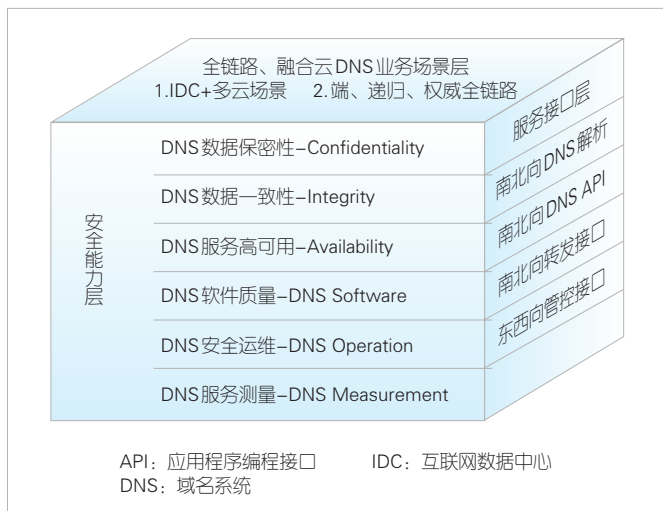 全链路、融合云DNS业务场景层
1.IDC+多云场景 2.端、递归、权威全链路
安全能力层
DNS数据保密性–Confidentiality
DNS数据一致性–Integrity
DNS服务高可用–Availability
DNS软件质量–DNS Software
DNS安全运维–DNS Operation
DNS服务测量–DNS Measurement
服务接口层
南北向DNS解析
南北向DNS API
南北向转发接口
东西向管控接口
API：应用程序编程接口 IDC：互联网数据中心
DNS：域名系统